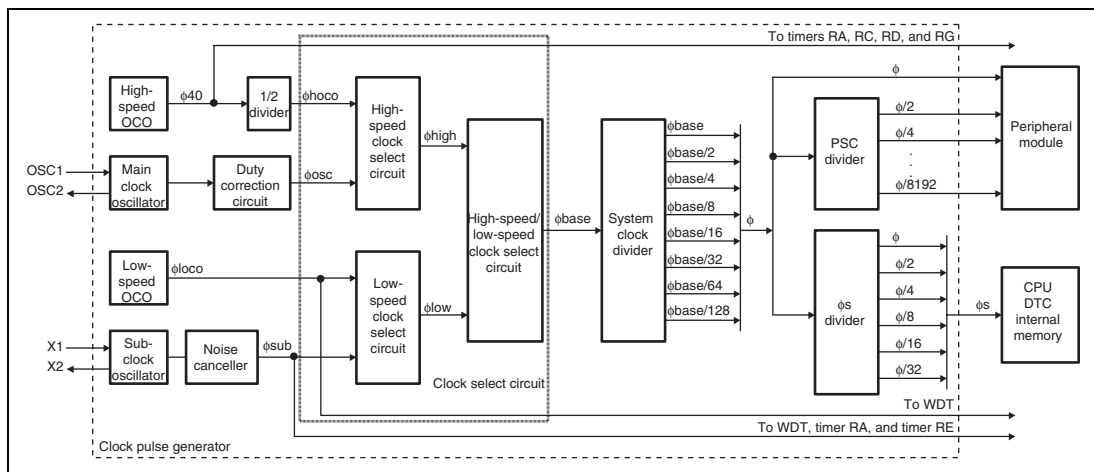 To timers RA, RC, RD, and RG
High-
speed
OCO
ϕ40
1/2
divider
ϕhoco
High-
speed
clock
select
circuit
OSC1
OSC2
Main
clock
oscillator
Duty
correction
circuit
ϕosc
ϕhigh
Low-
speed
OCO
ϕloco
Low-
speed
clock
select
circuit
X1
X2
Sub-
clock
oscillator
Noise
canceller
ϕsub
ϕlow
High-speed/
low-speed
clock select
circuit
Clock select circuit
ϕbase
System
clock
divider
ϕbase
ϕbase/2
ϕbase/4
ϕbase/8
ϕbase/16
ϕbase/32
ϕbase/64
ϕbase/128
ϕ
ϕ
PSC
divider
ϕ/2
ϕ/4
.
.
.
ϕ/8192
Peripheral
module
ϕs
divider
ϕ
ϕ/2
ϕ/4
ϕ/8
ϕ/16
ϕ/32
ϕs
CPU
DTC
internal
memory
To WDT
To WDT, timer RA, and timer RE
Clock pulse generator